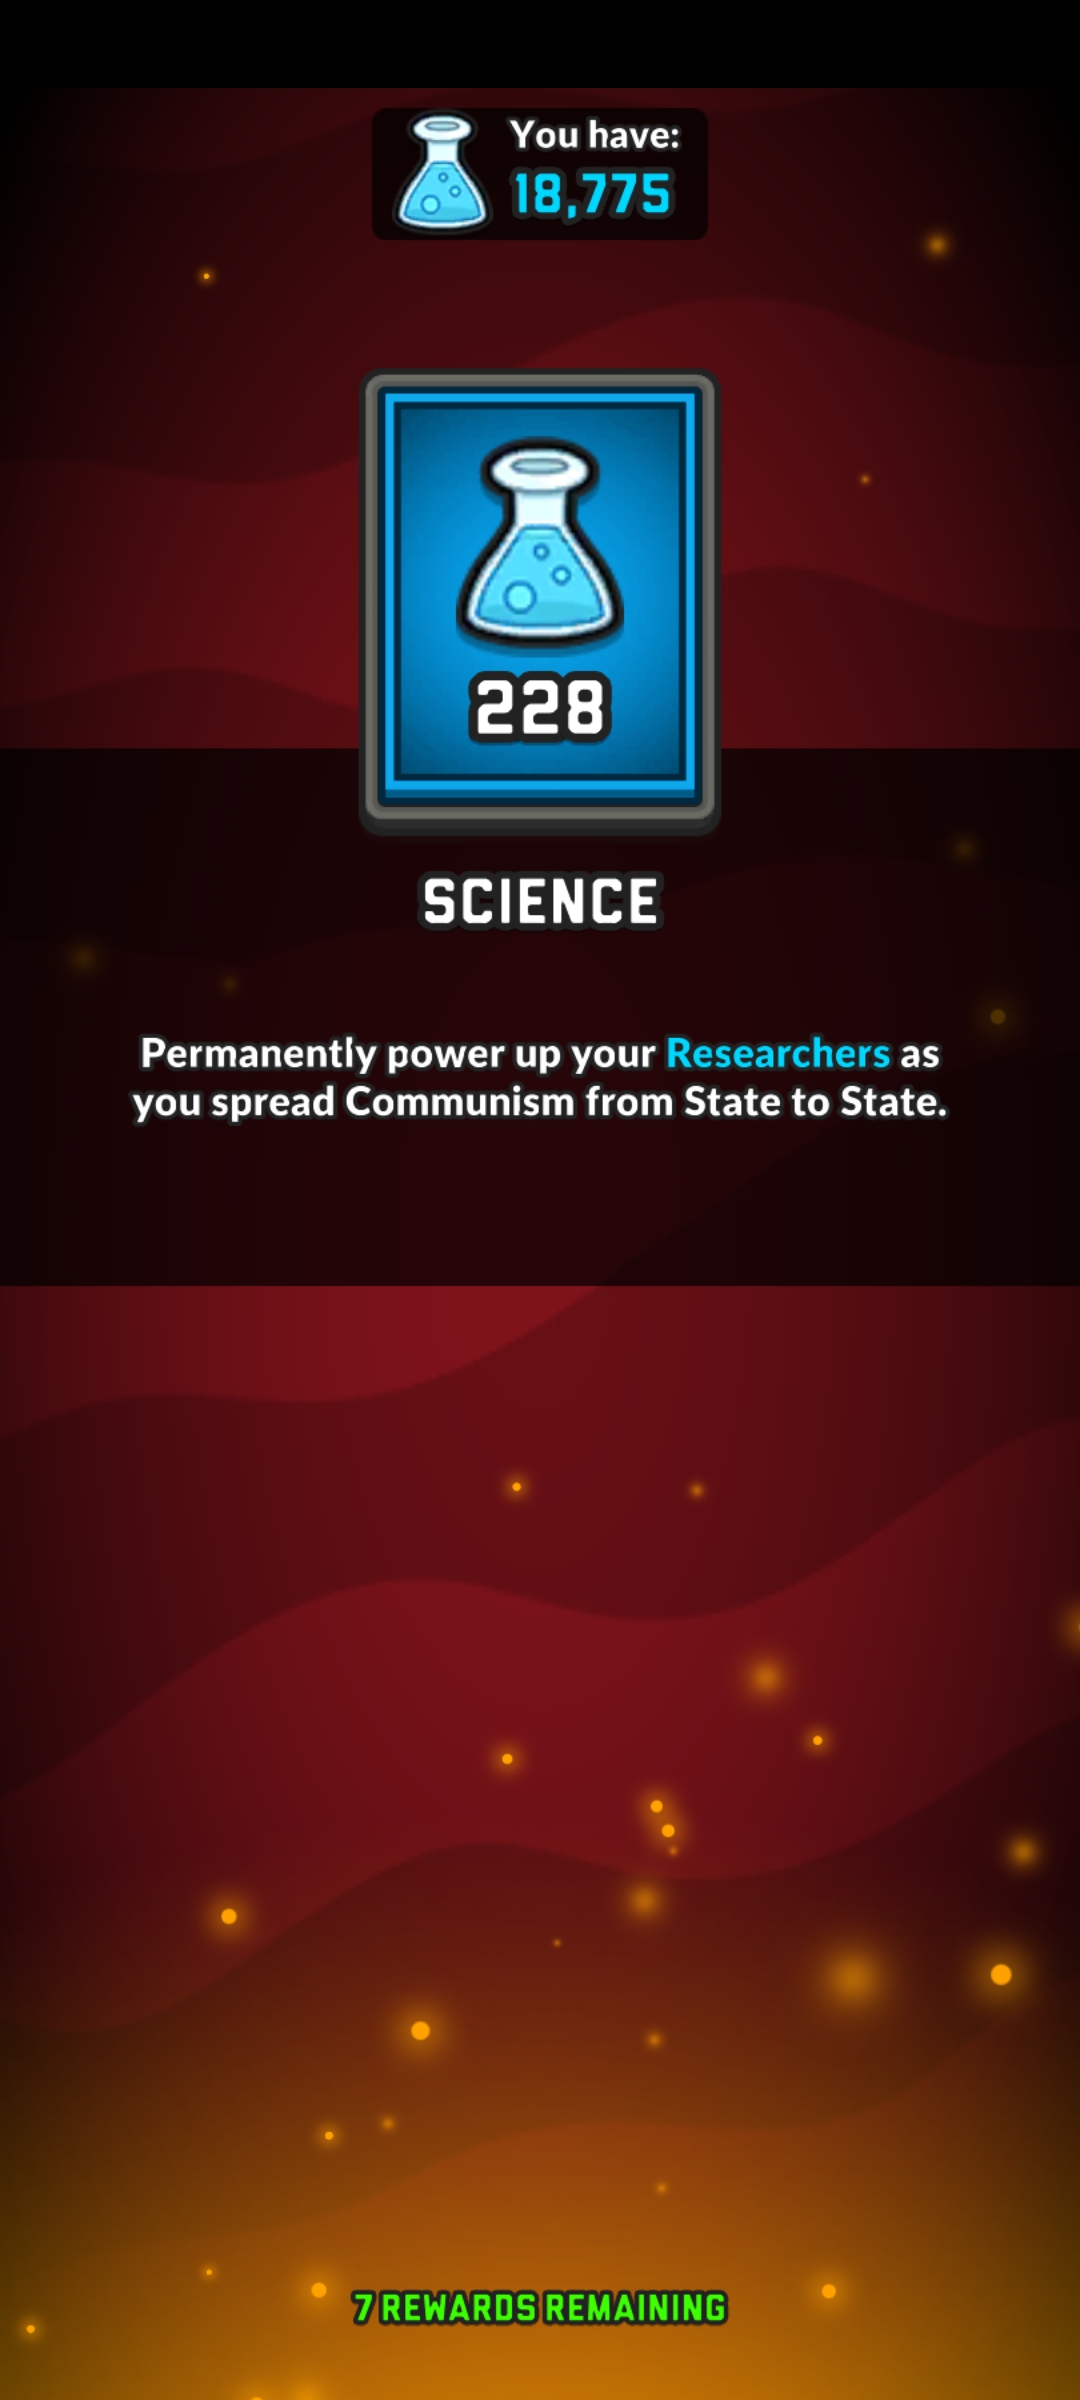 You have:
18,775
228
SCIENCE
Permanently power up your Researchers as
you spread Communism from State to State.
7 REWARDS REMAINING